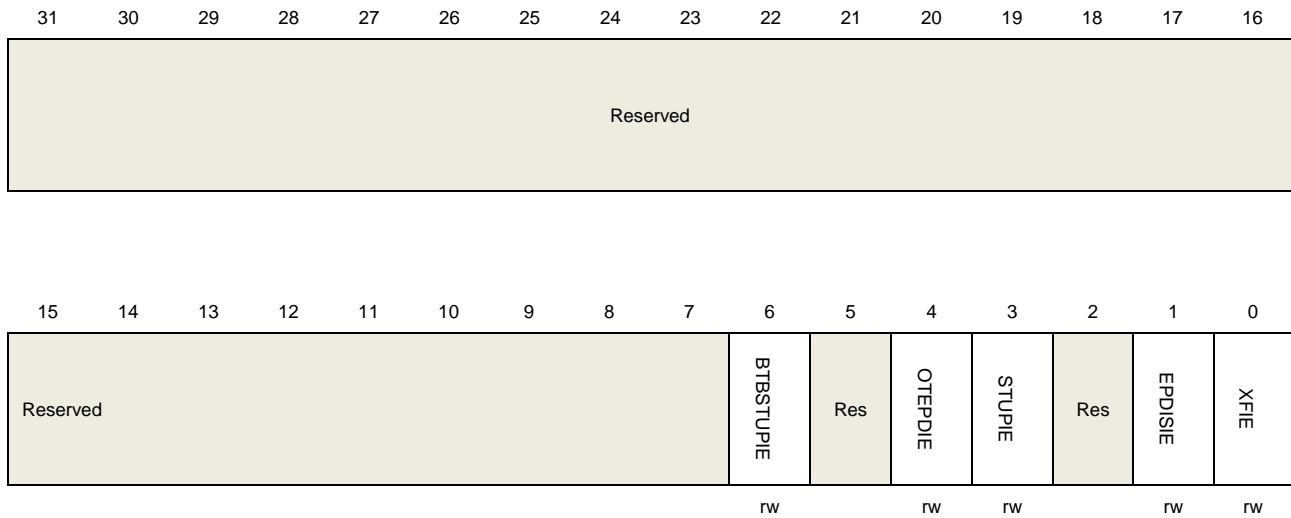 31 30 29 28 27 26 25 24 23 22 21 20 19 18 17 16
Reserved
15 14 13 12 11 10 9 8 7 6 5 4 3 2 1 0
Reserved BTBSTUPIE Res OTEPDIE STUPIE Res EPDISIE XFIE
rw rw rw rw rw